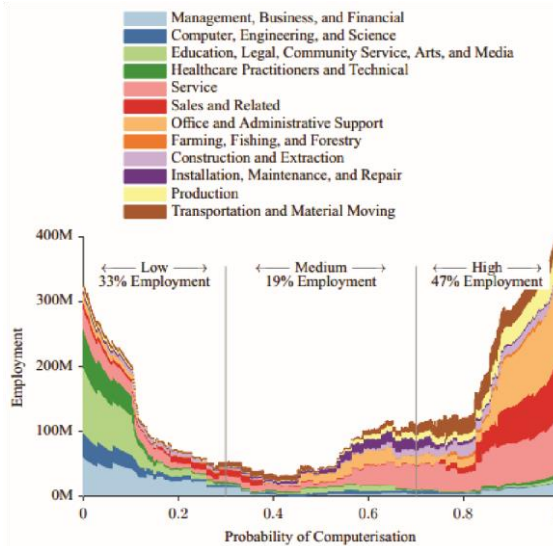 Management, Business, and Financial
Computer, Engineering, and Science
Education, Legal, Community Service, Arts, and Media
Healthcare Practitioners and Technical
Service
Sales and Related
Office and Administrative Support
Farming, Fishing, and Forestry
Construction and Extraction
Installation, Maintenance, and Repair
Production
Transportation and Material Moving
400M
300M
200M
100M
0M
Employment
Low
33% Employment
Medium
19% Employment
High
47% Employment
0
0.2
0.4
0.6
0.8
Probability of Computerisation